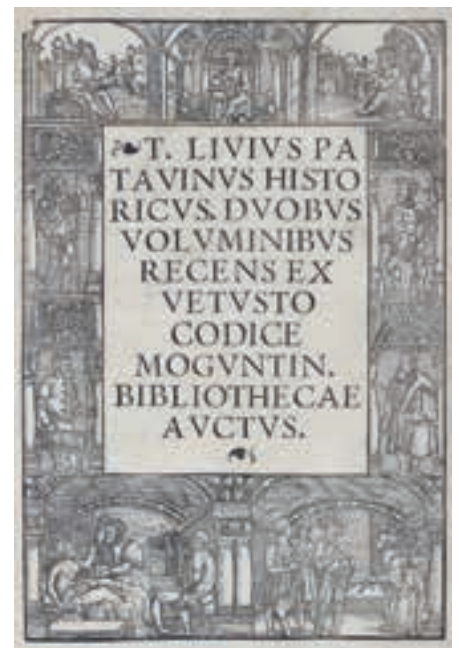 T. LIVIVS PA
TAVINVS HISTO
RICVS. DVOBVS
VOLVMINIBVS
RECENS EX
VETVSTO
CODICE
MOGVNTIN.
BIBLIOTHECAE
AVCTVS.